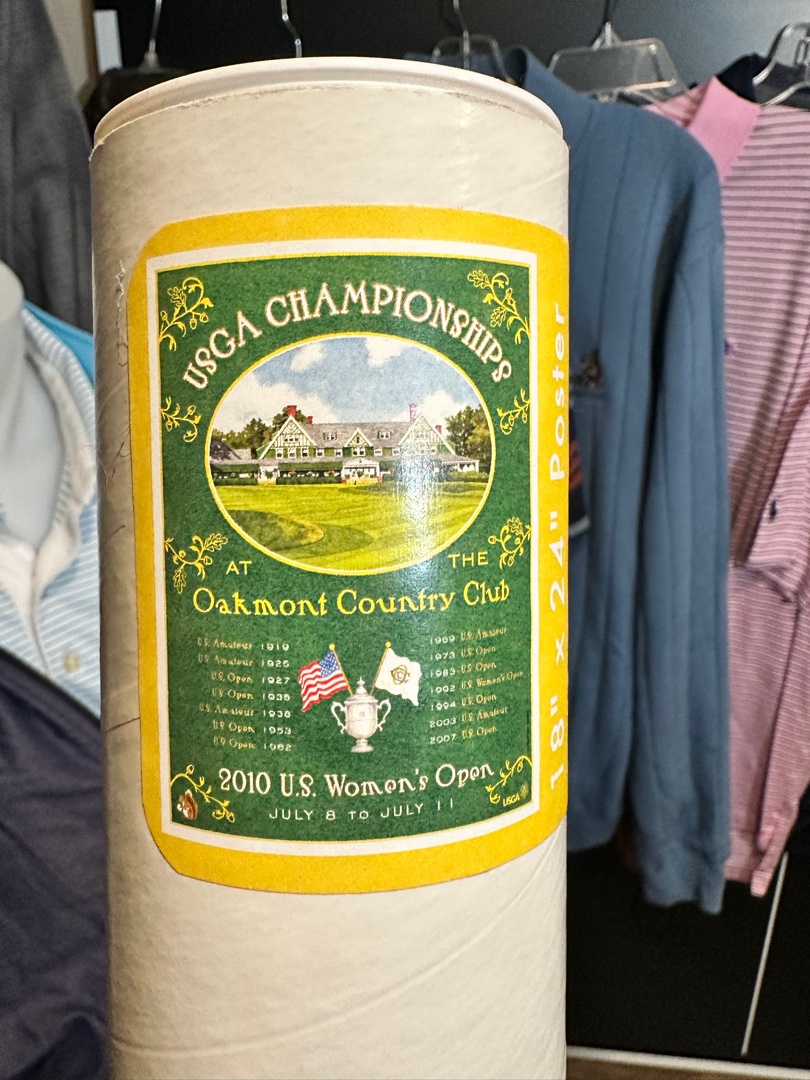 USGA CHAMPIONSHIPS
AT THE
Oakmont Country Club
U.S. Amateur 1919
U.S. Amateur 1925
U.S. Open 1927
U.S. Open 1935
U.S. Amateur 1938
U.S. Open 1953
U.S. Open 1962
1969 U.S. Amateur
1973 U.S. Open
1983 U.S. Open
1992 U.S. Women's Open
1994 U.S. Open
2003 U.S. Amateur
2007 U.S. Open
2010 U.S. Women's Open
JULY 8 TO JULY 11
USGA
18" x 24" Poster